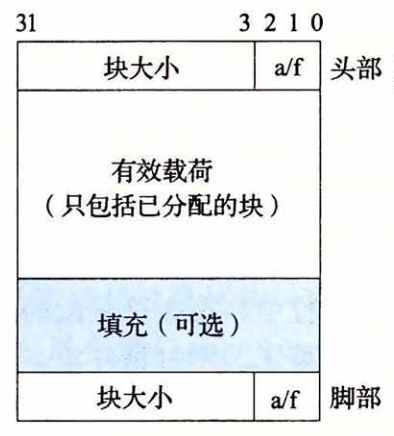 31 3 2 1 0
块大小 a/f 头部
有效载荷
（只包括已分配的块）
填充（可选）
块大小 a/f 脚部